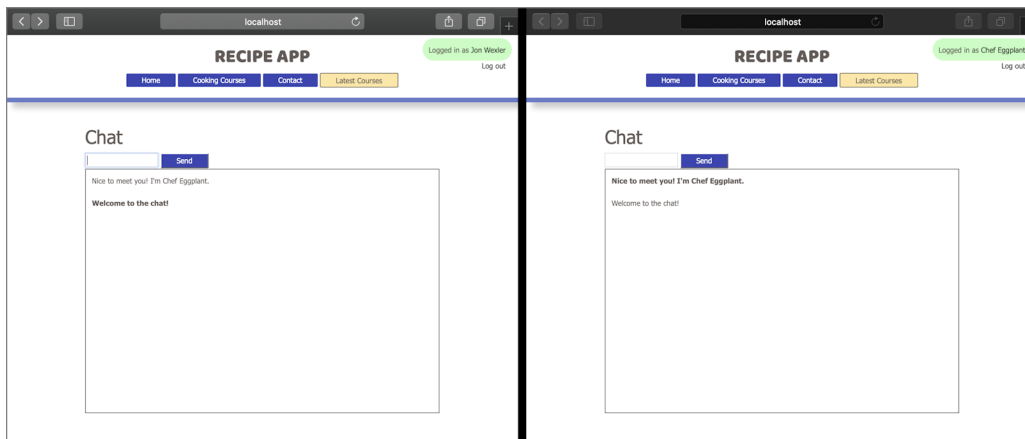 localhost
RECIPE APP
Logged in as Jon Wexler
Log out
Home Cooking Courses Contact Latest Courses
Chat
Send
Nice to meet you! I'm Chef Eggplant.
Welcome to the chat!
localhost
RECIPE APP
Logged in as Chef Eggplant
Log out
Home Cooking Courses Contact Latest Courses
Chat
Send
Nice to meet you! I'm Chef Eggplant.
Welcome to the chat!